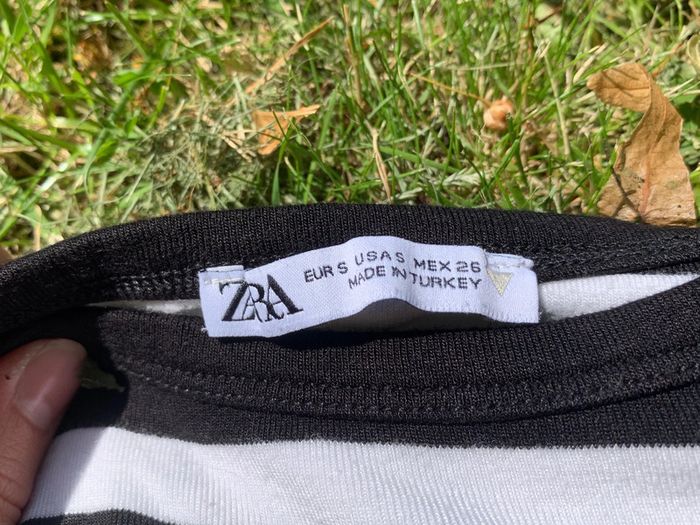 ZARA
EUR S USA S MEX 26
MADE IN TURKEY